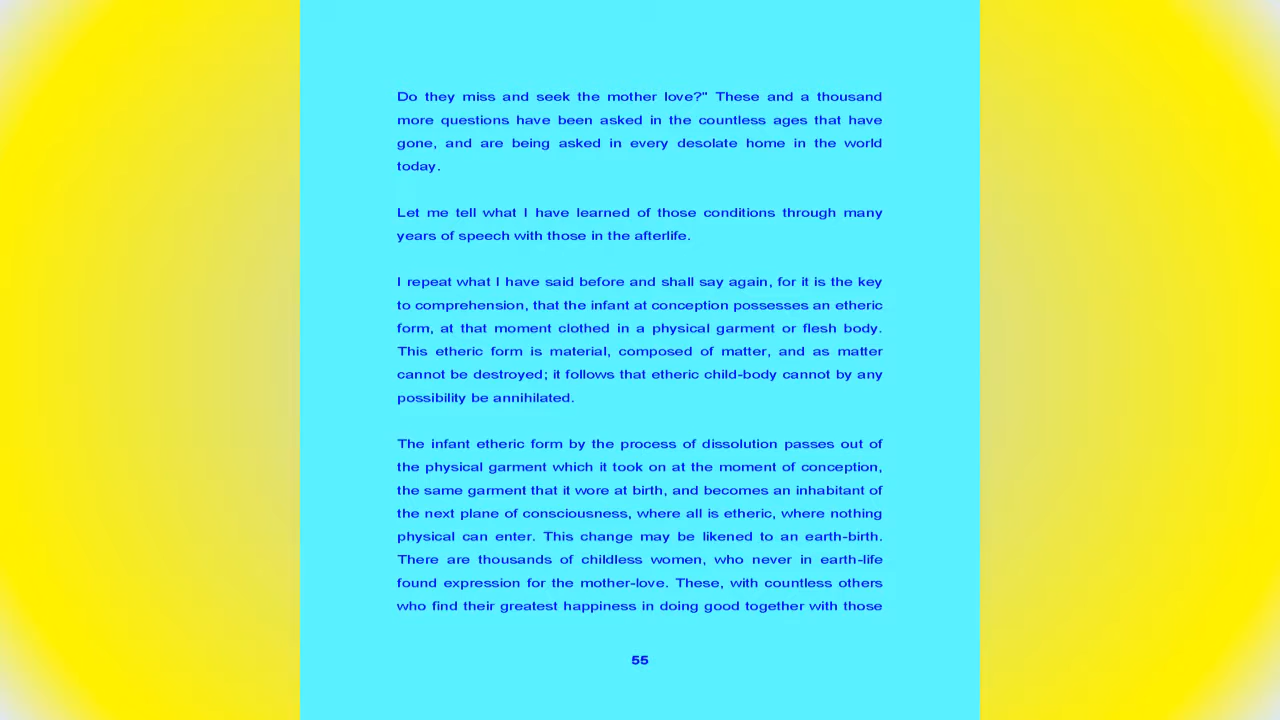 Do they miss and seek the mother love?" These and a thousand
more questions have been asked in the countless ages that have
gone, and are being asked in every desolate home in the world
today.
Let me tell what I have learned of those conditions through many
years of speech with those in the afterlife.
I repeat what I have said before and shall say again, for it is the key
to comprehension, that the infant at conception possesses an etheric
form, at that moment clothed in a physical garment or flesh body.
This etheric form is material, composed of matter, and as matter
cannot be destroyed; it follows that etheric child-body cannot by any
possibility be annihilated.
The infant etheric form by the process of dissolution passes out of
the physical garment which it took on at the moment of conception,
the same garment that it wore at birth, and becomes an inhabitant of
the next plane of consciousness, where all is etheric, where nothing
physical can enter. This change may be likened to an earth-birth.
There are thousands of childless women, who never in earth-life
found expression for the mother-love. These, with countless others
who find their greatest happiness in doing good together with those
55